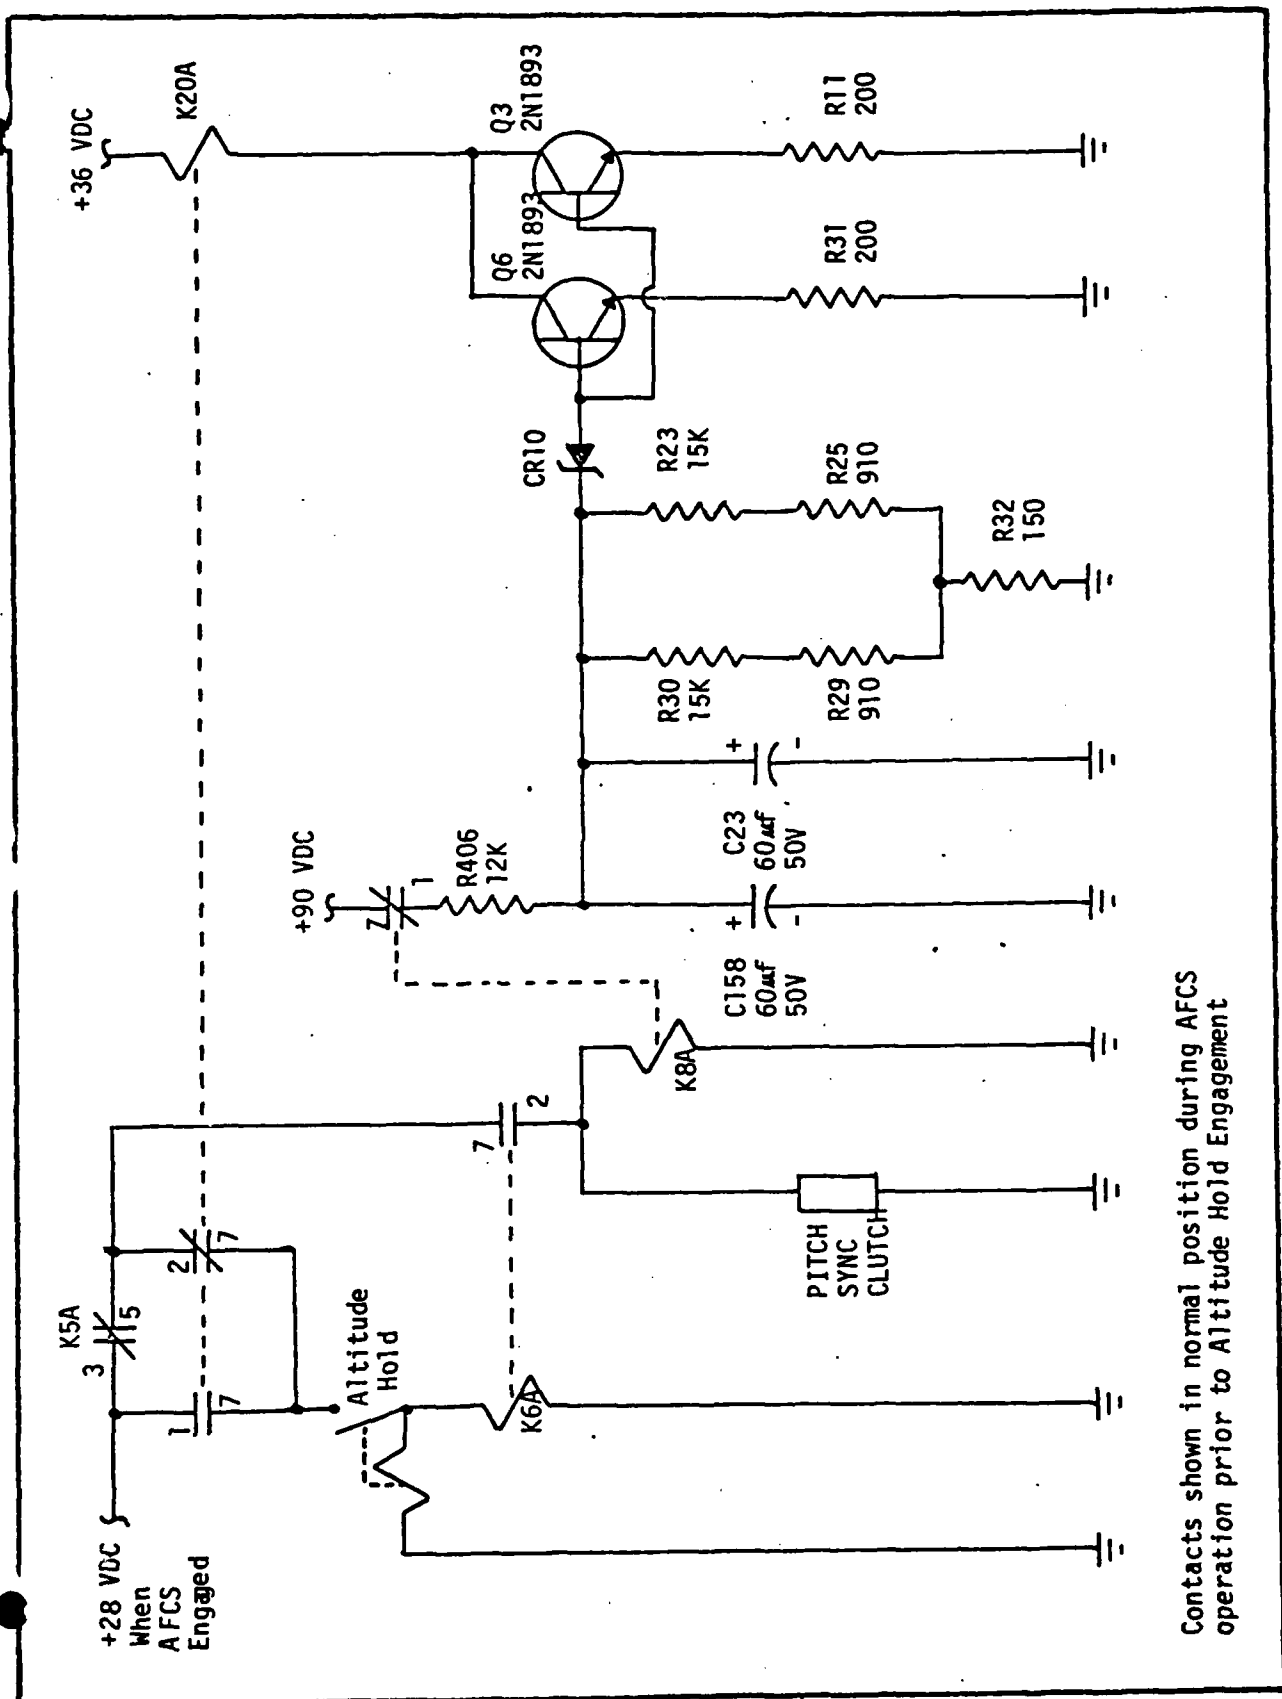 +28 VDC
When
AFCS
Engaged
3
K5A
5
1
7
2
7
Altitude
Hold
K6A
7
2
PITCH
SYNC
CLUTCH
K8A
+90 VDC
7
1
R406
12K
C158
60µf
50V
+
-
C23
60µf
50V
+
-
R30
15K
R29
910
R23
15K
R25
910
R32
150
CR10
Q6
2N1893
Q3
2N1893
R31
200
R11
200
+36 VDC
K20A
Contacts shown in normal position during AFCS
operation prior to Altitude Hold Engagement